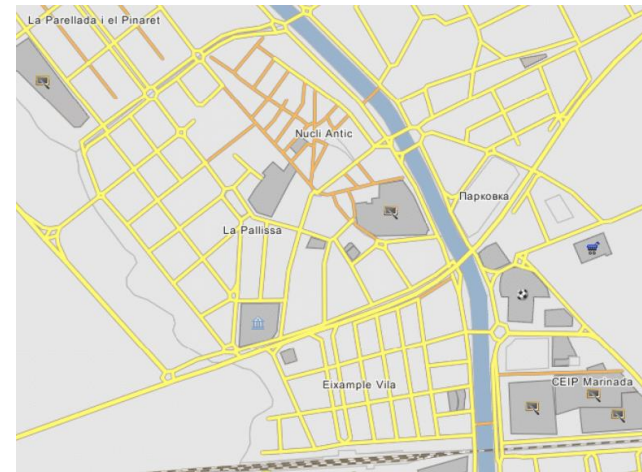 La Parellada i el Pinaret
Nucli Antic
Парковка
La Pallissa
Eixample Vila
CEIP Marinada